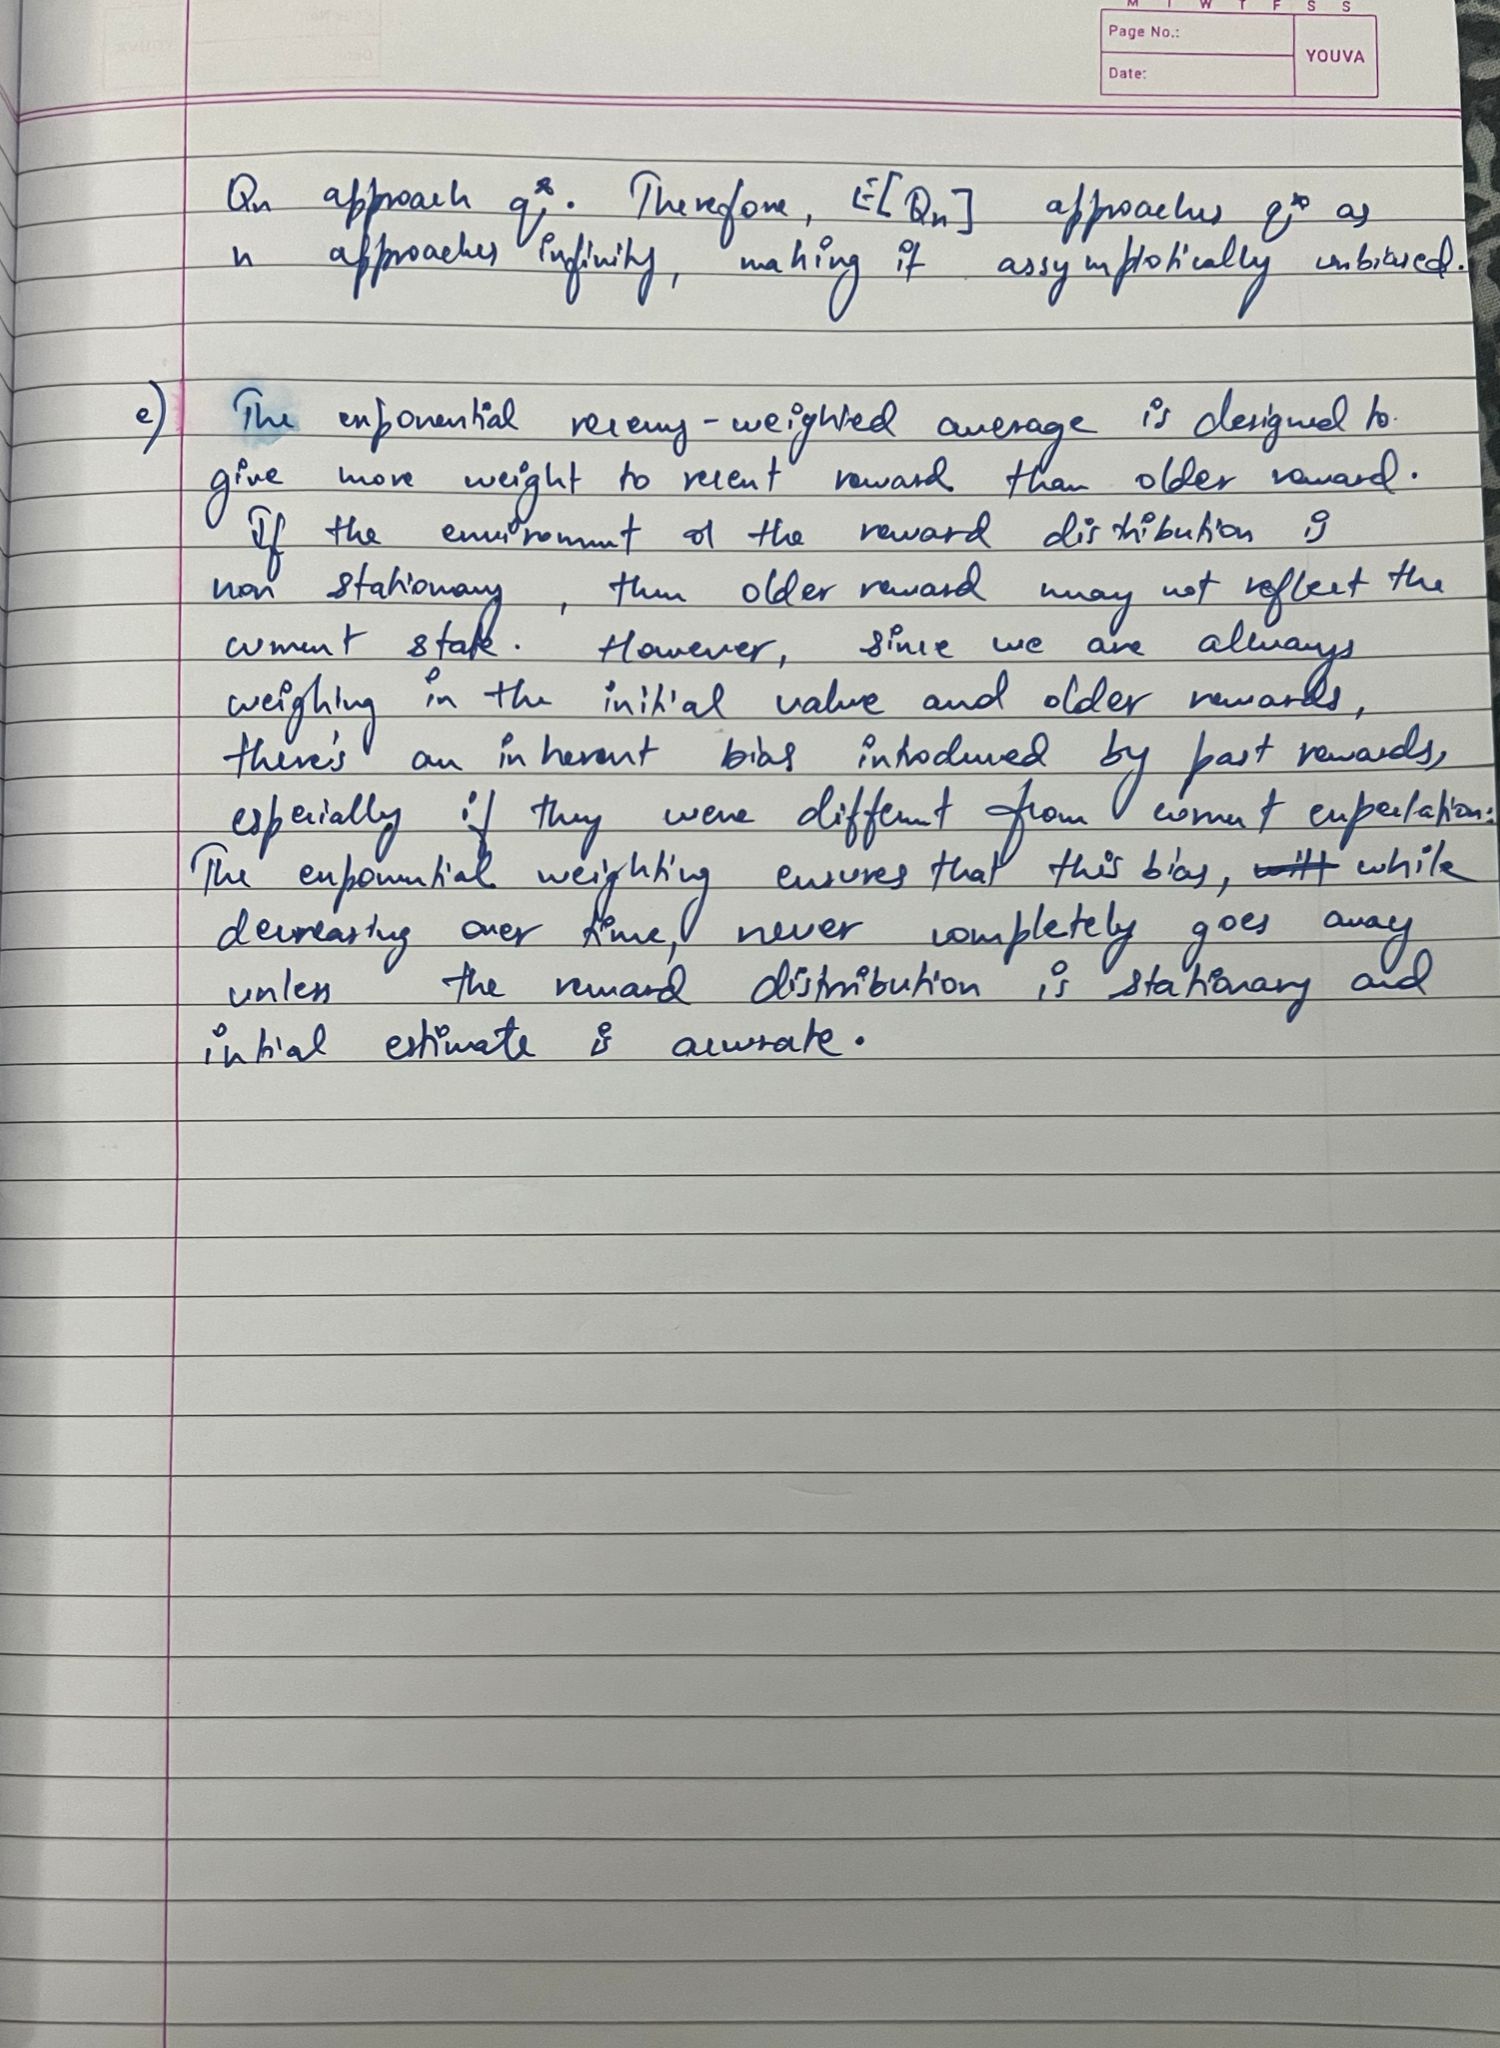 M T W T F S S
Page No.:
YOUVA
Date:
Qn approach q*. Therefore, E[Qn] approaches q* as
n approaches infinity, making it assymptotically unbiased.
e) The exponential recency-weighted average is designed to
give more weight to recent reward than older reward.
If the environment or the reward distribution is
non stationary, then older reward may not reflect the
current state. However, since we are always
weighing in the initial value and older rewards,
there's an inherent bias introduced by past rewards,
especially if they were different from current expectation.
The exponential weighting ensures that this bias, will while
decreasing over time, never completely goes away
unless the reward distribution is stationary and
initial estimate is accurate.